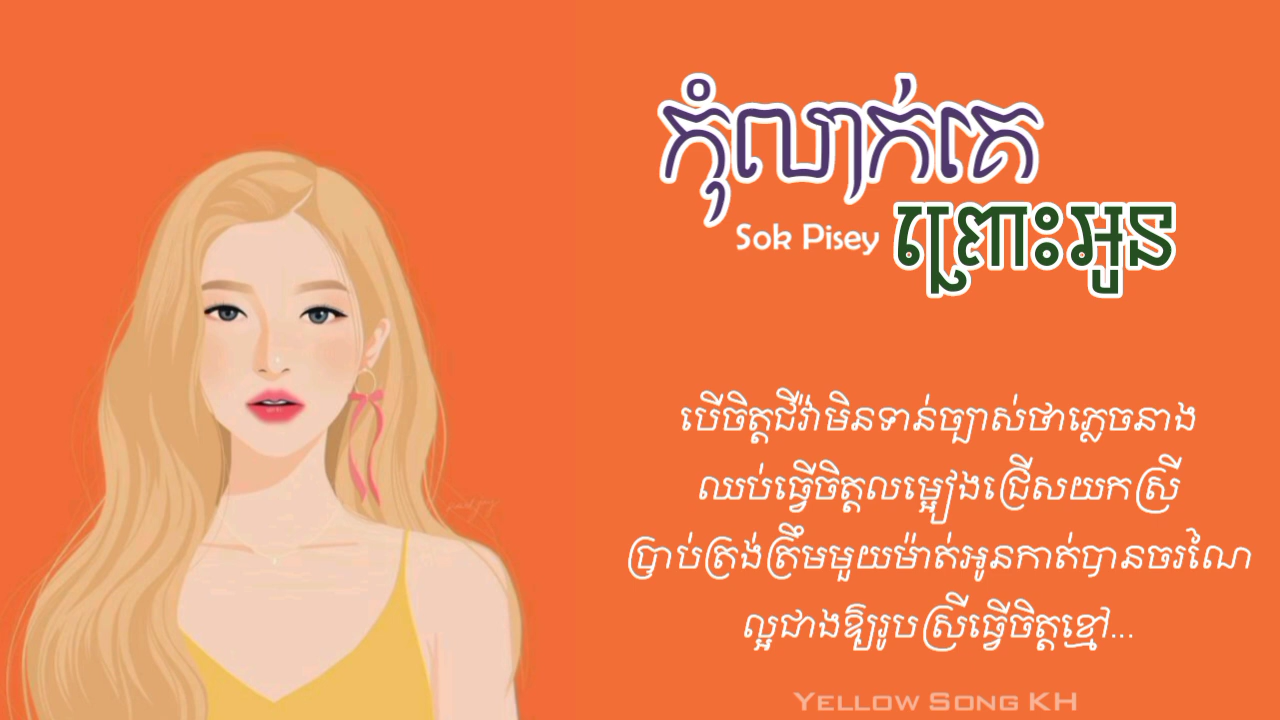 កុំលាក់គេ
Sok Pisey ព្រោះអូន
បើចិត្តជីវ៉ាមិនទាន់ច្បាស់ថាភ្លេចនាង
ឈប់ធ្វើចិត្តលម្អៀងជ្រើសយកស្រី
ប្រាប់ត្រង់ត្រឹមមួយម៉ាត់អូនកាត់បានចរណៃ
ល្អជាងឱ្យរូបស្រីធ្វើចិត្តខ្មៅ...
YELLOW SONG KH